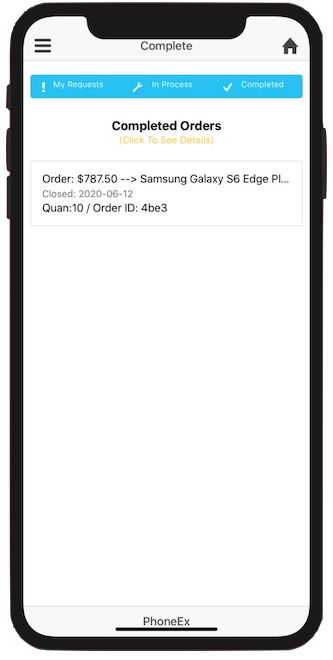 Complete
My Requests
In Process
Completed
Completed Orders
(Click To See Details)
Order: $787.50 --> Samsung Galaxy S6 Edge Pl...
Closed: 2020-06-12
Quan:10 / Order ID: 4be3
PhoneEx